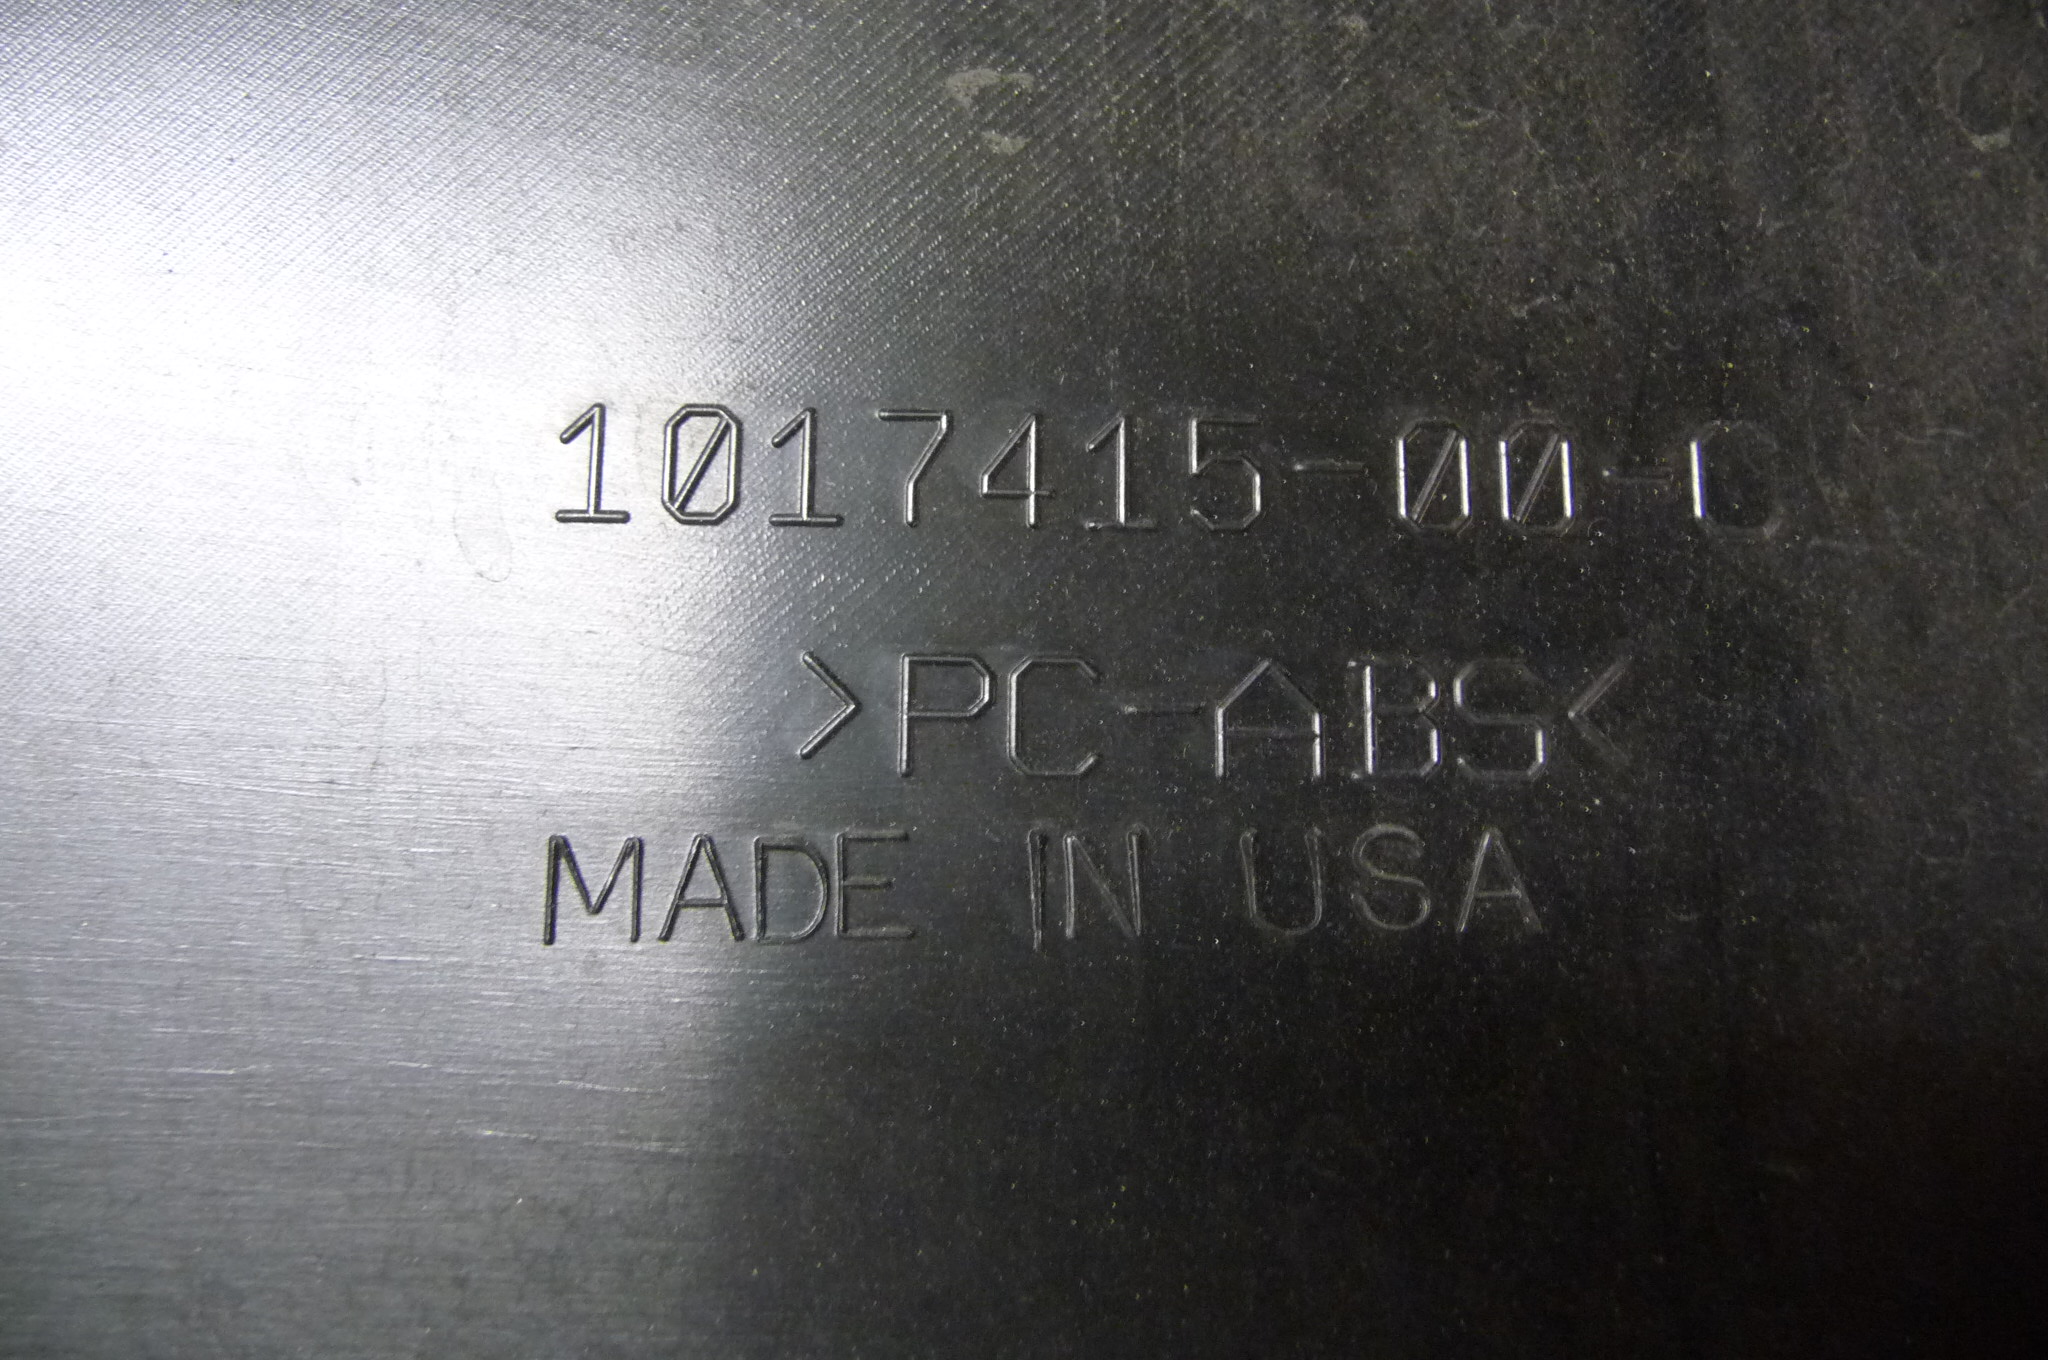 1017415-00-C
>PC-ABS<
MADE IN USA